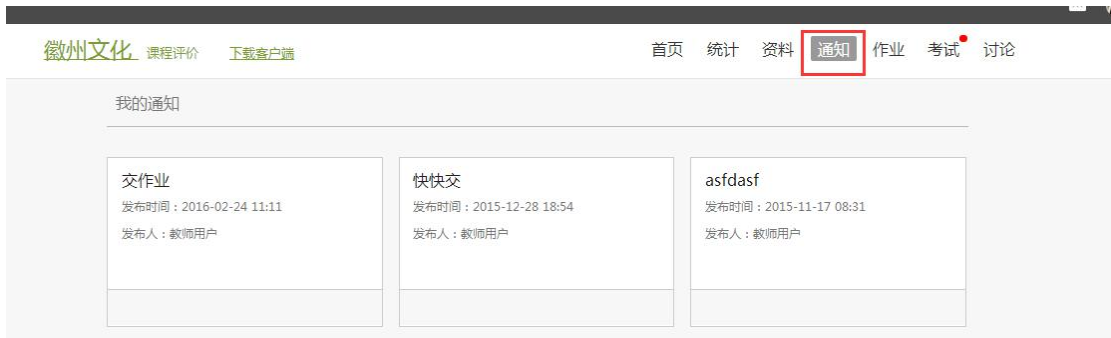 徽州文化 课程评价 下载客户端 首页 统计 资料 通知 作业 考试 讨论
我的通知
交作业
发布时间：2016-02-24 11:11
发布人：教师用户
快快交
发布时间：2015-12-28 18:54
发布人：教师用户
asfdasf
发布时间：2015-11-17 08:31
发布人：教师用户